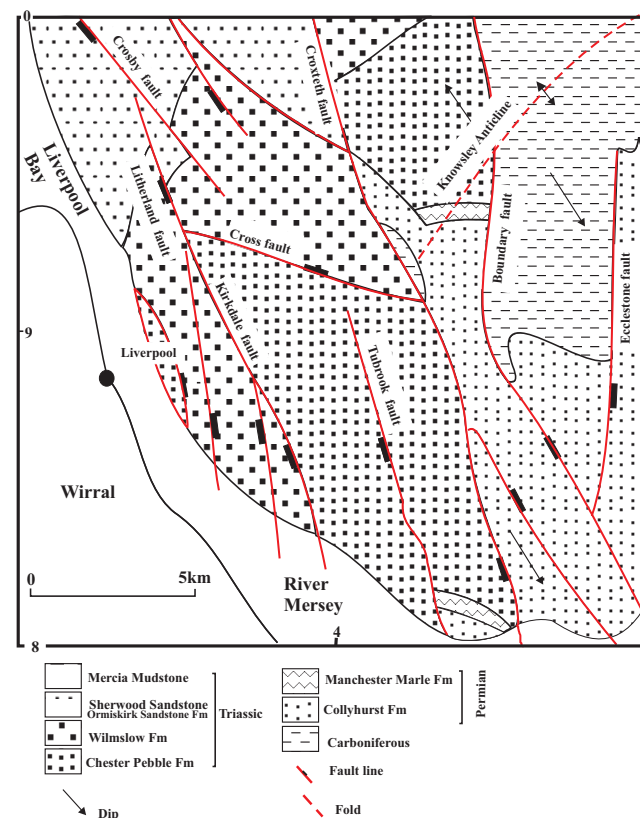 0
Crosby fault
Croxteth fault
Knowsley Anticline
Liverpool
Bay
Litherland fault
Cross fault
Boundary fault
Ecclestone fault
Kirkdale fault
9
Liverpool
Tubrook fault
Wirral
0
5km
River
Mersey
8
4
Mercia Mudstone
Sherwood Sandstone
Ormiskirk Sandstone Fm
Wilmslow Fm
Chester Pebble Fm
Triassic
Dip
Manchester Marle Fm
Collyhurst Fm
Permian
Carboniferous
Fault line
Fold